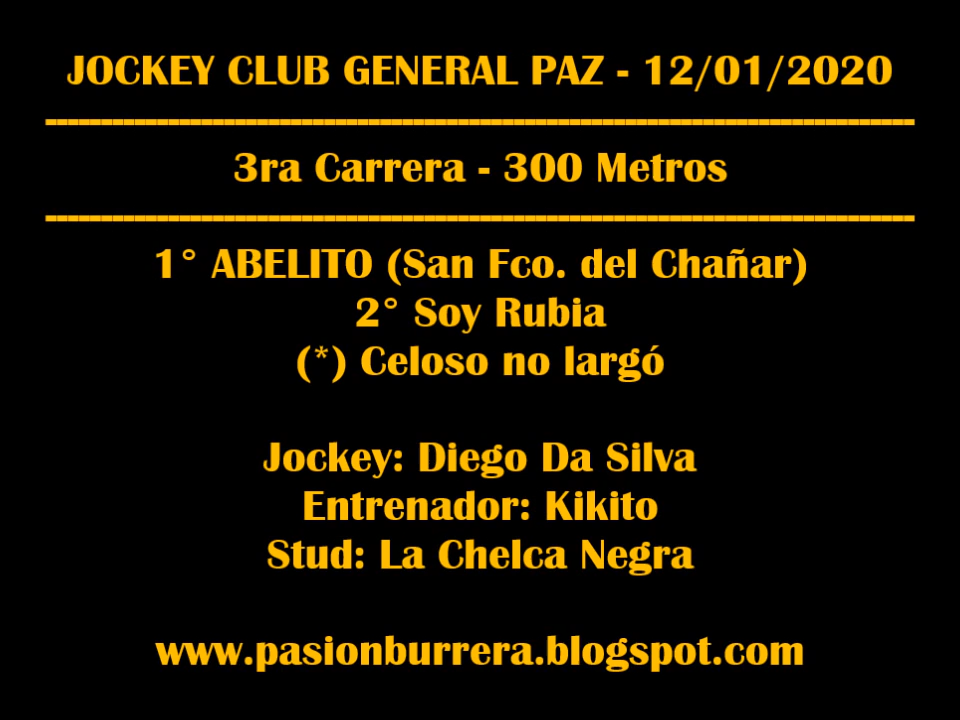 JOCKEY CLUB GENERAL PAZ - 12/01/2020
--------------------------------------------------------------------------------
3ra Carrera - 300 Metros
--------------------------------------------------------------------------------
1° ABELITO (San Fco. del Chañar)
2° Soy Rubia
(*) Celoso no largó
Jockey: Diego Da Silva
Entrenador: Kikito
Stud: La Chelca Negra
www.pasionburrera.blogspot.com